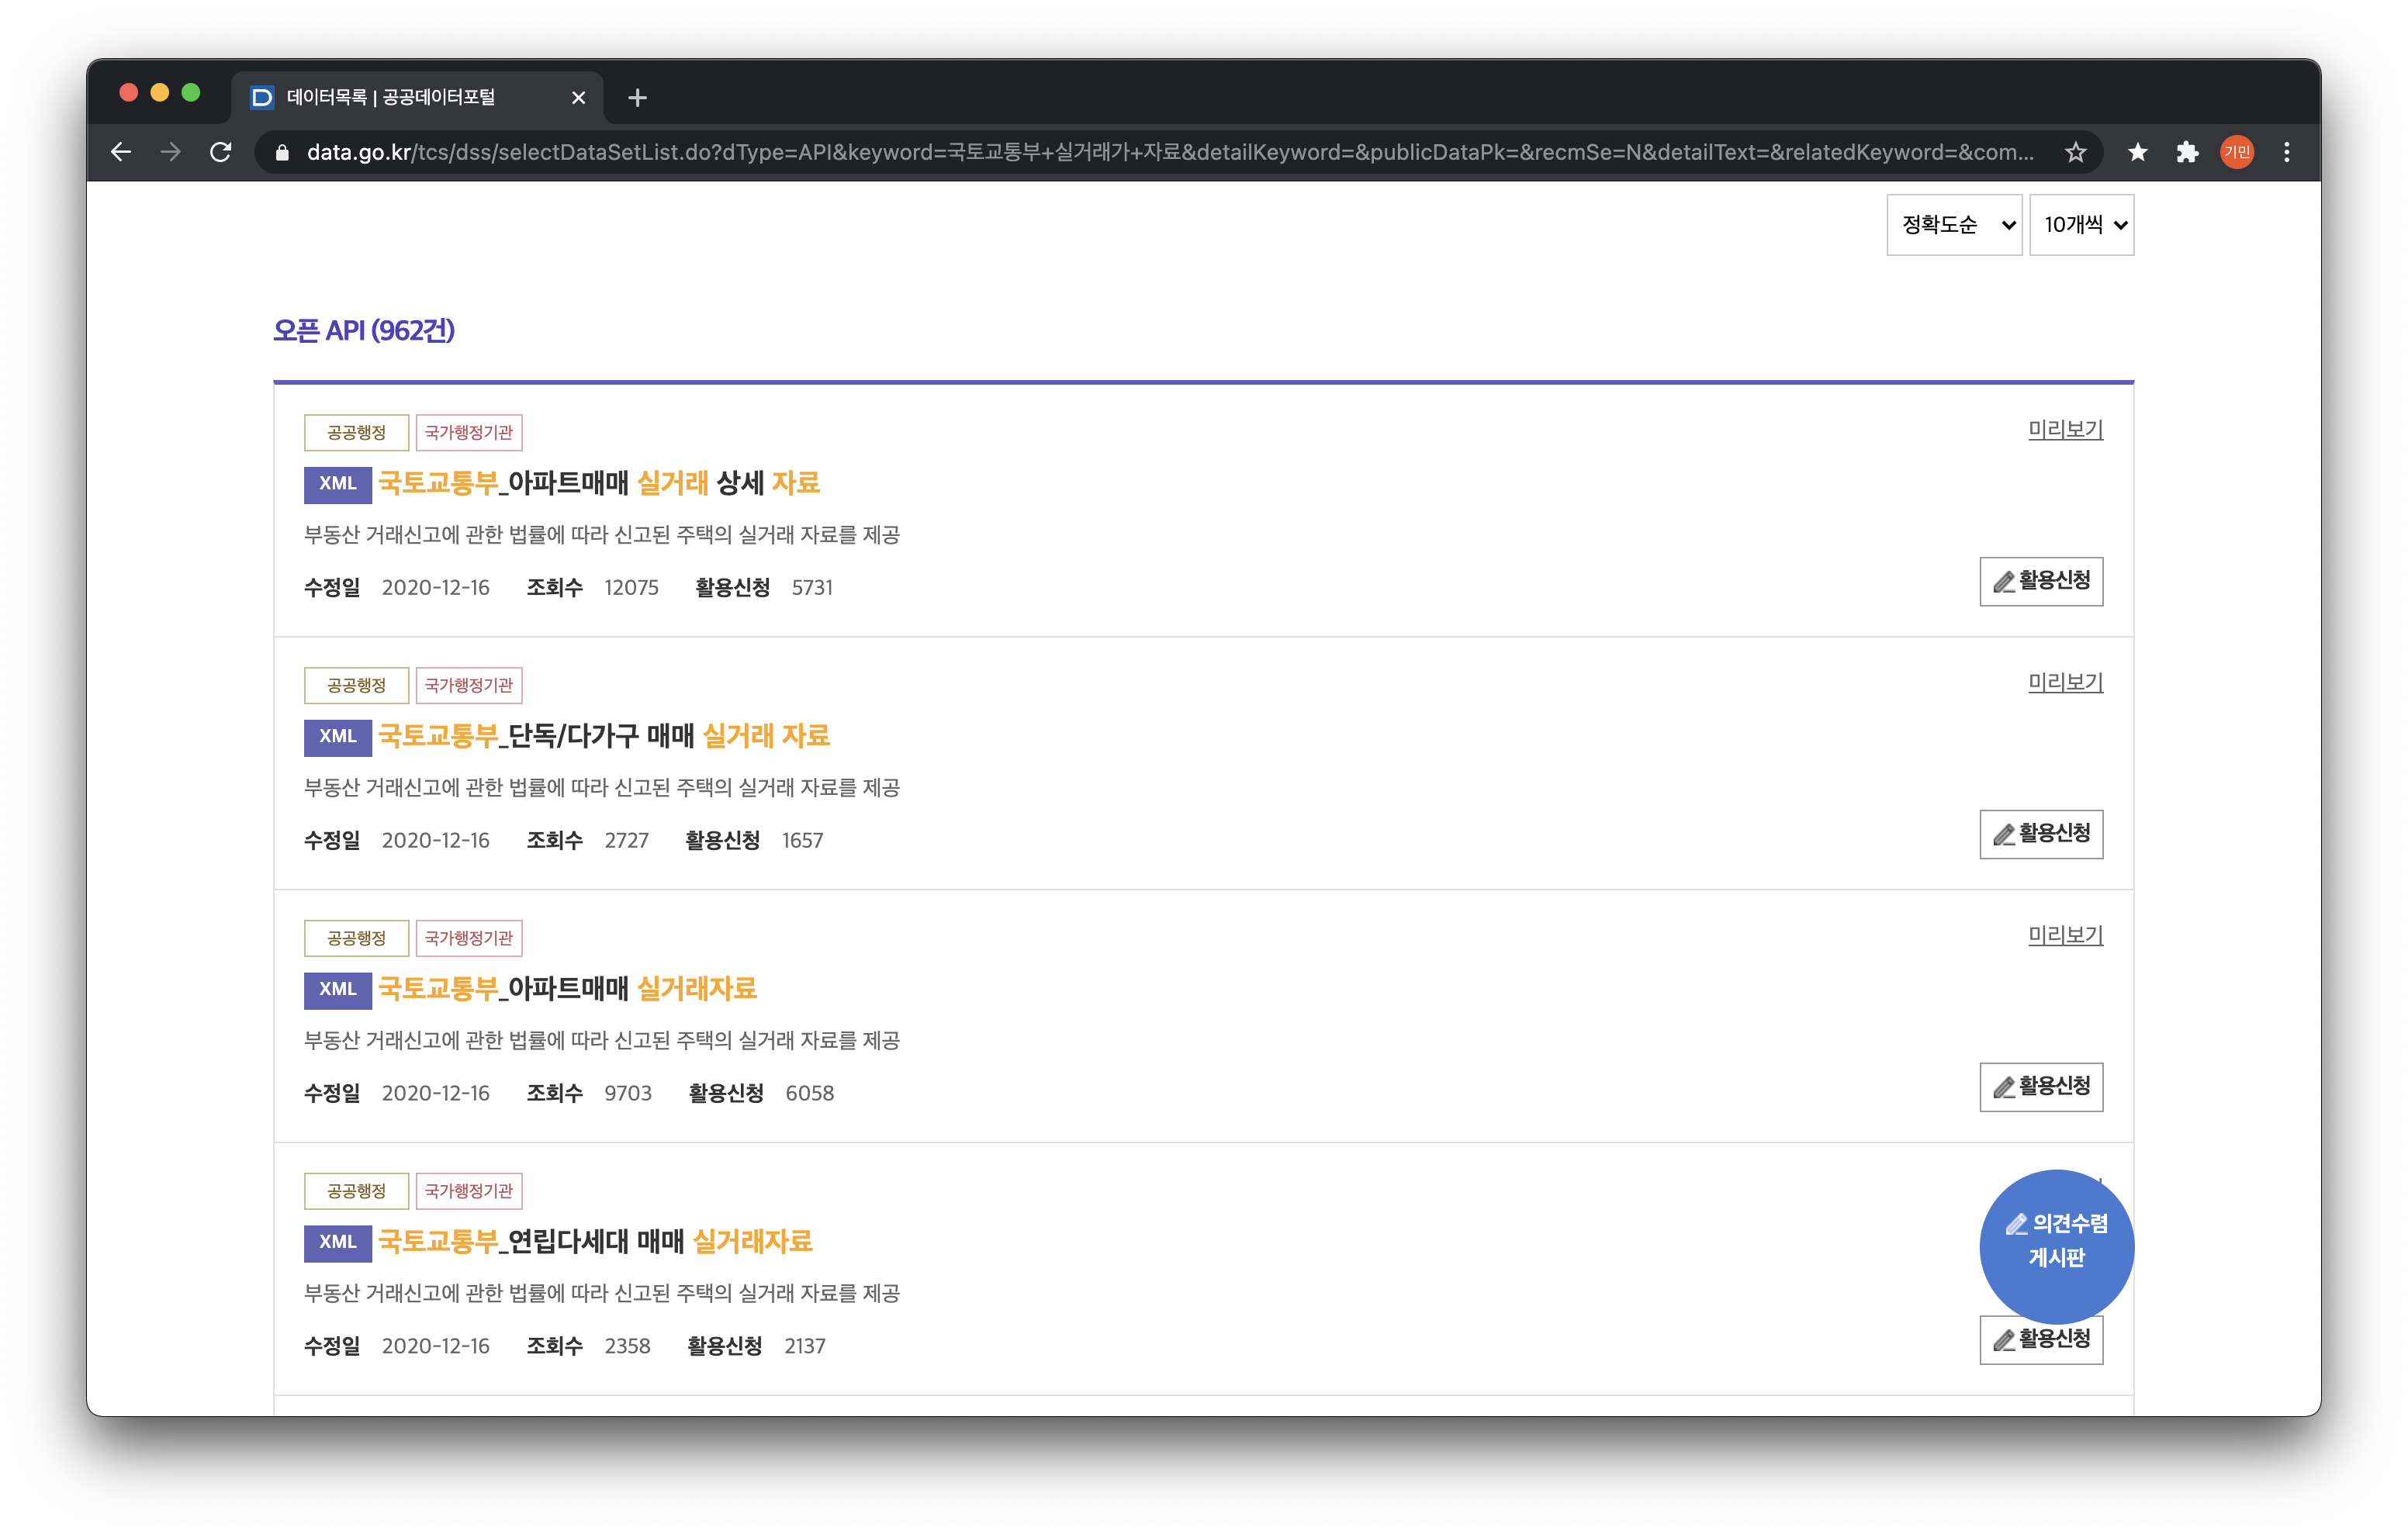 데이터목록 | 공공데이터포털
data.go.kr/tcs/dss/selectDataSetList.do?dType=API&keyword=국토교통부+실거래가+자료&detailKeyword=&publicDataPk=&recmSe=N&detailText=&relatedKeyword=&com...
기민
정확도순 10개씩
오픈 API (962건)
공공행정 국가행정기관 미리보기
XML 국토교통부_아파트매매 실거래 상세 자료
부동산 거래신고에 관한 법률에 따라 신고된 주택의 실거래 자료를 제공
수정일 2020-12-16 조회수 12075 활용신청 5731 활용신청
공공행정 국가행정기관 미리보기
XML 국토교통부_단독/다가구 매매 실거래 자료
부동산 거래신고에 관한 법률에 따라 신고된 주택의 실거래 자료를 제공
수정일 2020-12-16 조회수 2727 활용신청 1657 활용신청
공공행정 국가행정기관 미리보기
XML 국토교통부_아파트매매 실거래자료
부동산 거래신고에 관한 법률에 따라 신고된 주택의 실거래 자료를 제공
수정일 2020-12-16 조회수 9703 활용신청 6058 활용신청
공공행정 국가행정기관
XML 국토교통부_연립다세대 매매 실거래자료
부동산 거래신고에 관한 법률에 따라 신고된 주택의 실거래 자료를 제공
수정일 2020-12-16 조회수 2358 활용신청 2137 활용신청
의견수렴
게시판